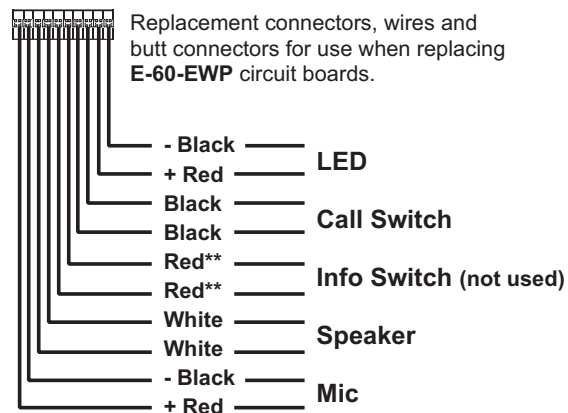 Replacement connectors, wires and
butt connectors for use when replacing
E-60-EWP circuit boards.
- Black
+ Red
LED
Black
Black
Call Switch
Red**
Red**
Info Switch (not used)
White
White
Speaker
- Black
+ Red
Mic